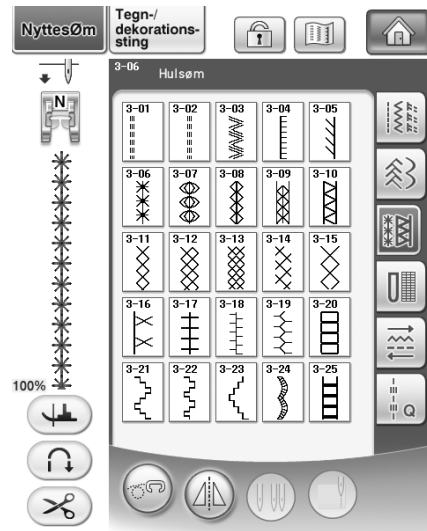 NyttesØm
Tegn-/
dekorations-
sting
3-06
Hulsøm
N
3-01 3-02 3-03 3-04 3-05
3-06 3-07 3-08 3-09 3-10
3-11 3-12 3-13 3-14 3-15
3-16 3-17 3-18 3-19 3-20
3-21 3-22 3-23 3-24 3-25
100%
Q